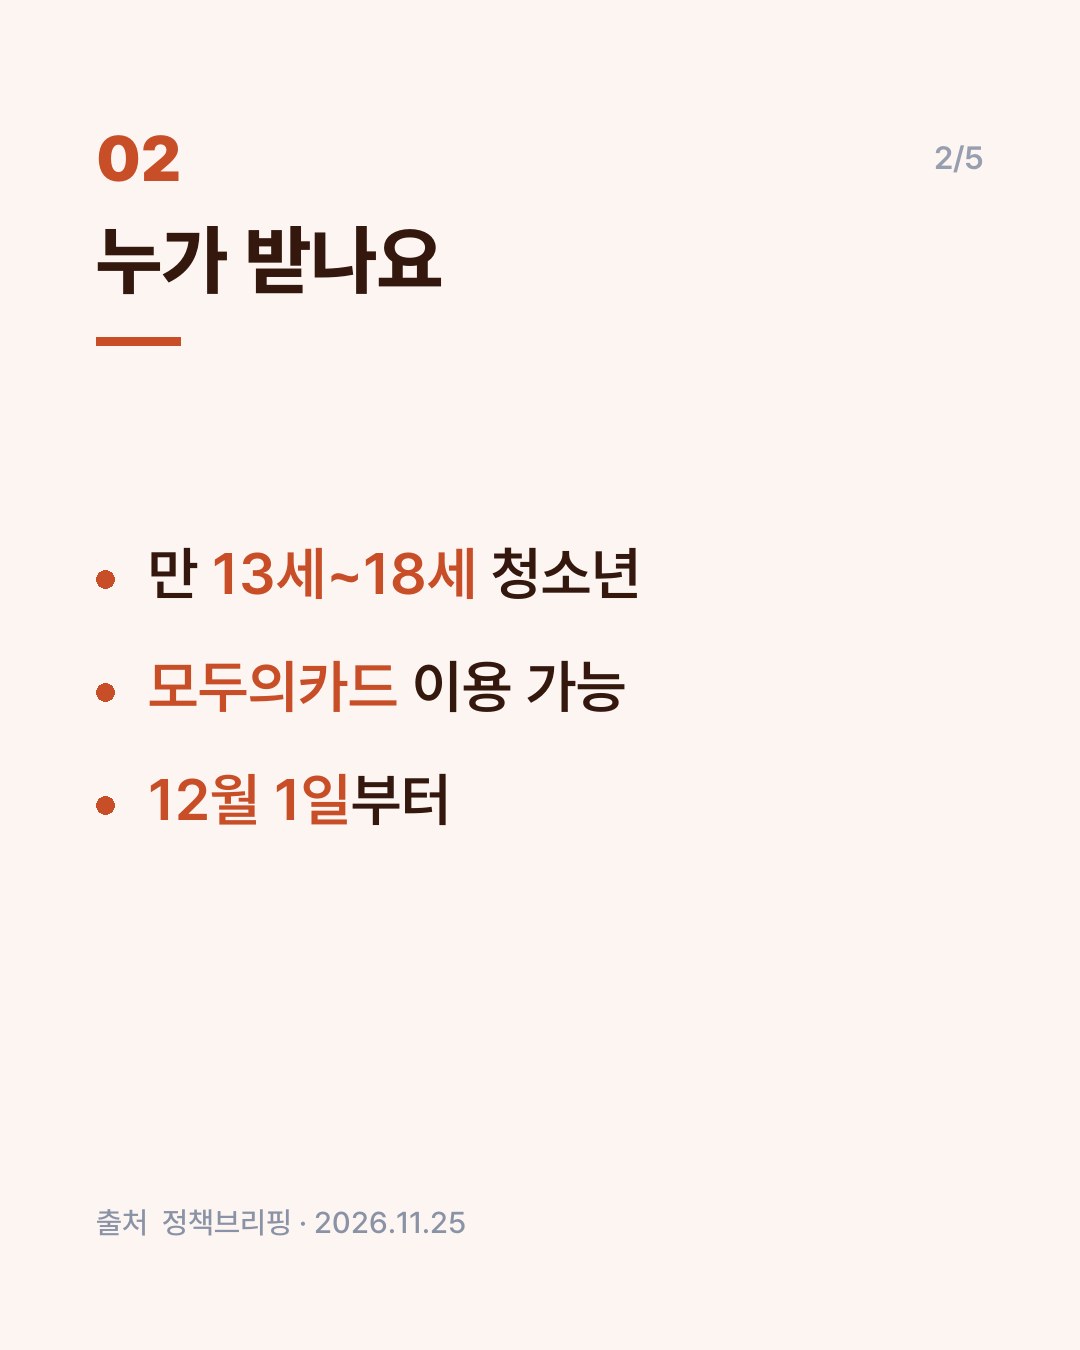 02
2/5
누가 받나요
• 만 13세~18세 청소년
• 모두의카드 이용 가능
• 12월 1일부터
출처 정책브리핑 · 2026.11.25